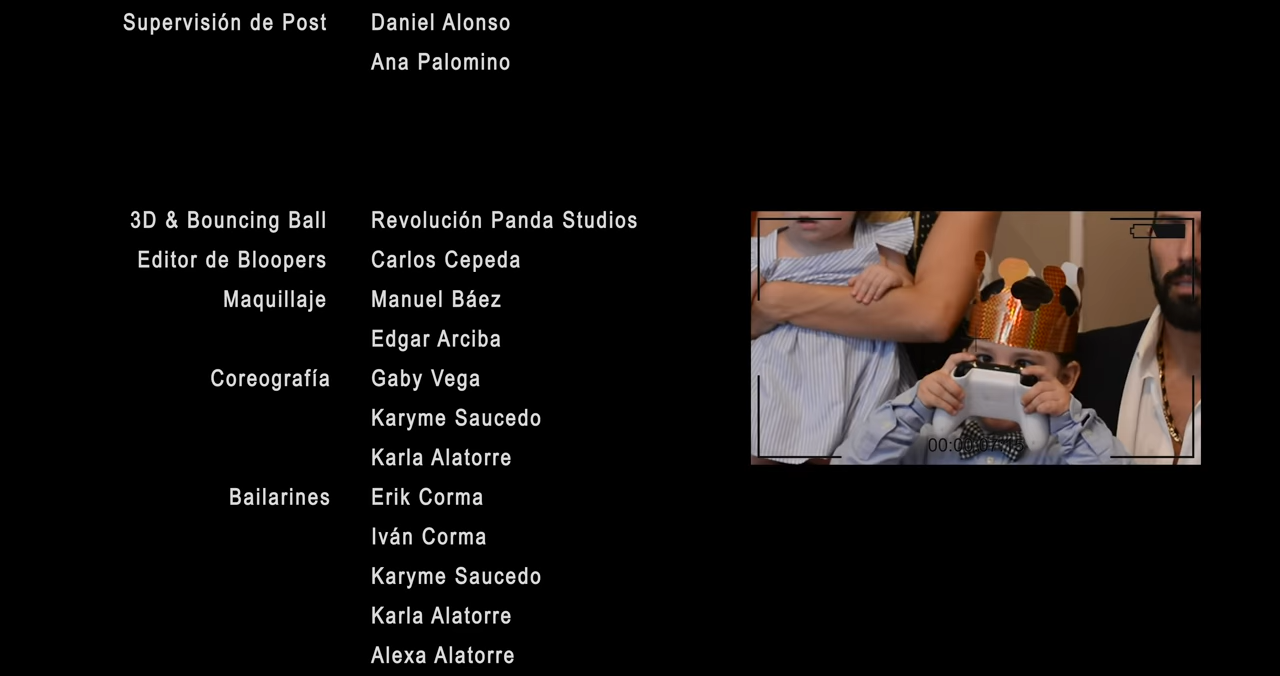 Supervisión de Post Daniel Alonso
Ana Palomino
3D & Bouncing Ball Revolución Panda Studios
Editor de Bloopers Carlos Cepeda
Maquillaje Manuel Báez
Edgar Arciba
Coreografía Gaby Vega
Karyme Saucedo
Karla Alatorre
Bailarines Erik Corma
Iván Corma
Karyme Saucedo
Karla Alatorre
Alexa Alatorre